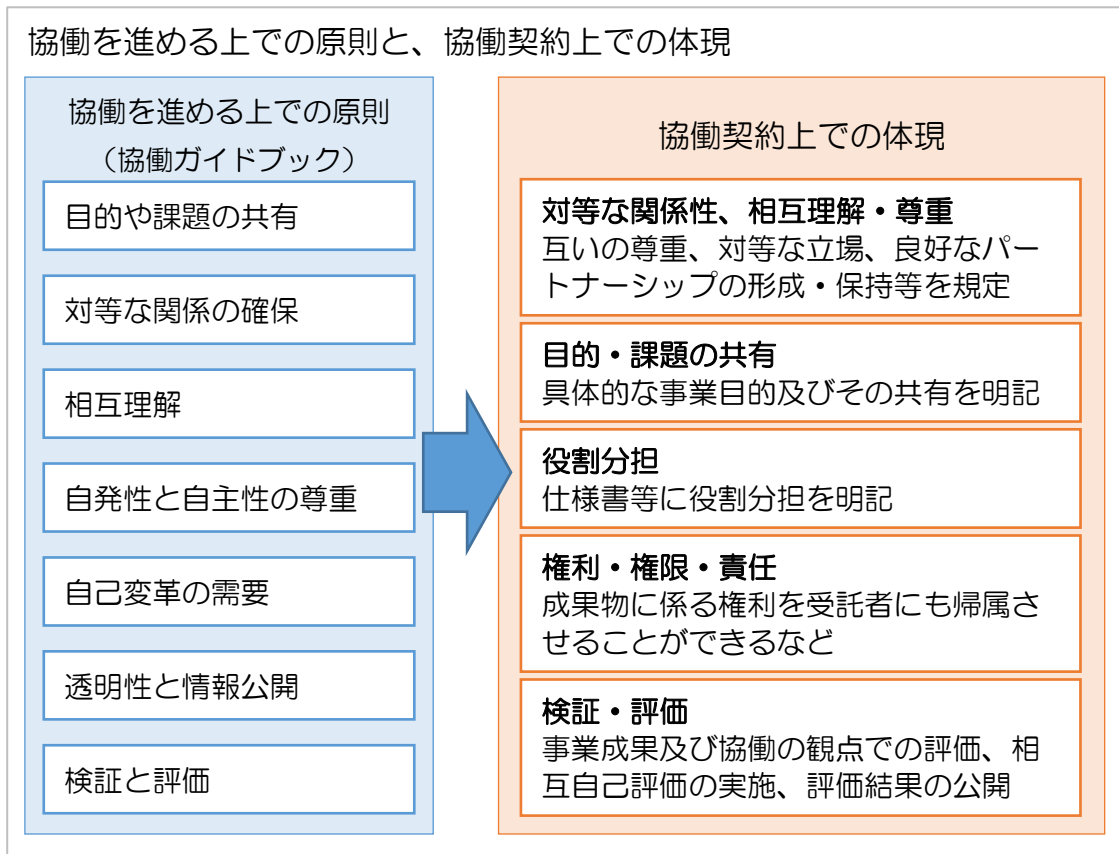 協働を進める上での原則と、協働契約上での体現
協働を進める上での原則
（協働ガイドブック）
目的や課題の共有
対等な関係の確保
相互理解
自発性と自主性の尊重
自己変革の需要
透明性と情報公開
検証と評価
協働契約上での体現
対等な関係性、相互理解・尊重
互いの尊重、対等な立場、良好なパー
トナーシップの形成・保持等を規定
目的・課題の共有
具体的な事業目的及びその共有を明記
役割分担
仕様書等に役割分担を明記
権利・権限・責任
成果物に係る権利を受託者にも帰属さ
せることができるなど
検証・評価
事業成果及び協働の観点での評価、相
互自己評価の実施、評価結果の公開